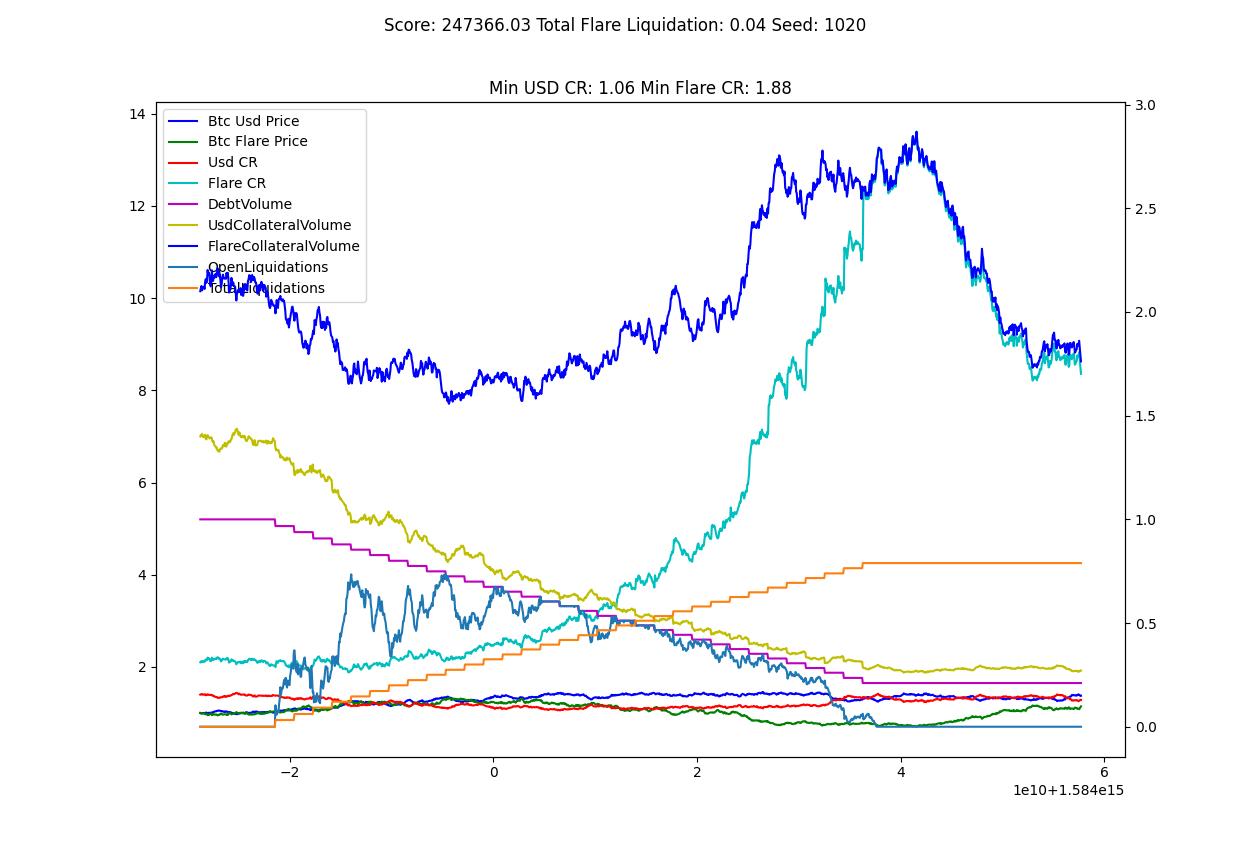 Score: 247366.03 Total Flare Liquidation: 0.04 Seed: 1020
Min USD CR: 1.06 Min Flare CR: 1.88
14
12
10
8
6
4
2
Btc Usd Price
Btc Flare Price
Usd CR
Flare CR
DebtVolume
UsdCollateralVolume
FlareCollateralVolume
OpenLiquidations
TotalLiquidations
3.0
2.5
2.0
1.5
1.0
0.5
0.0
−2 0 2 4 6
1e10+1.584e15